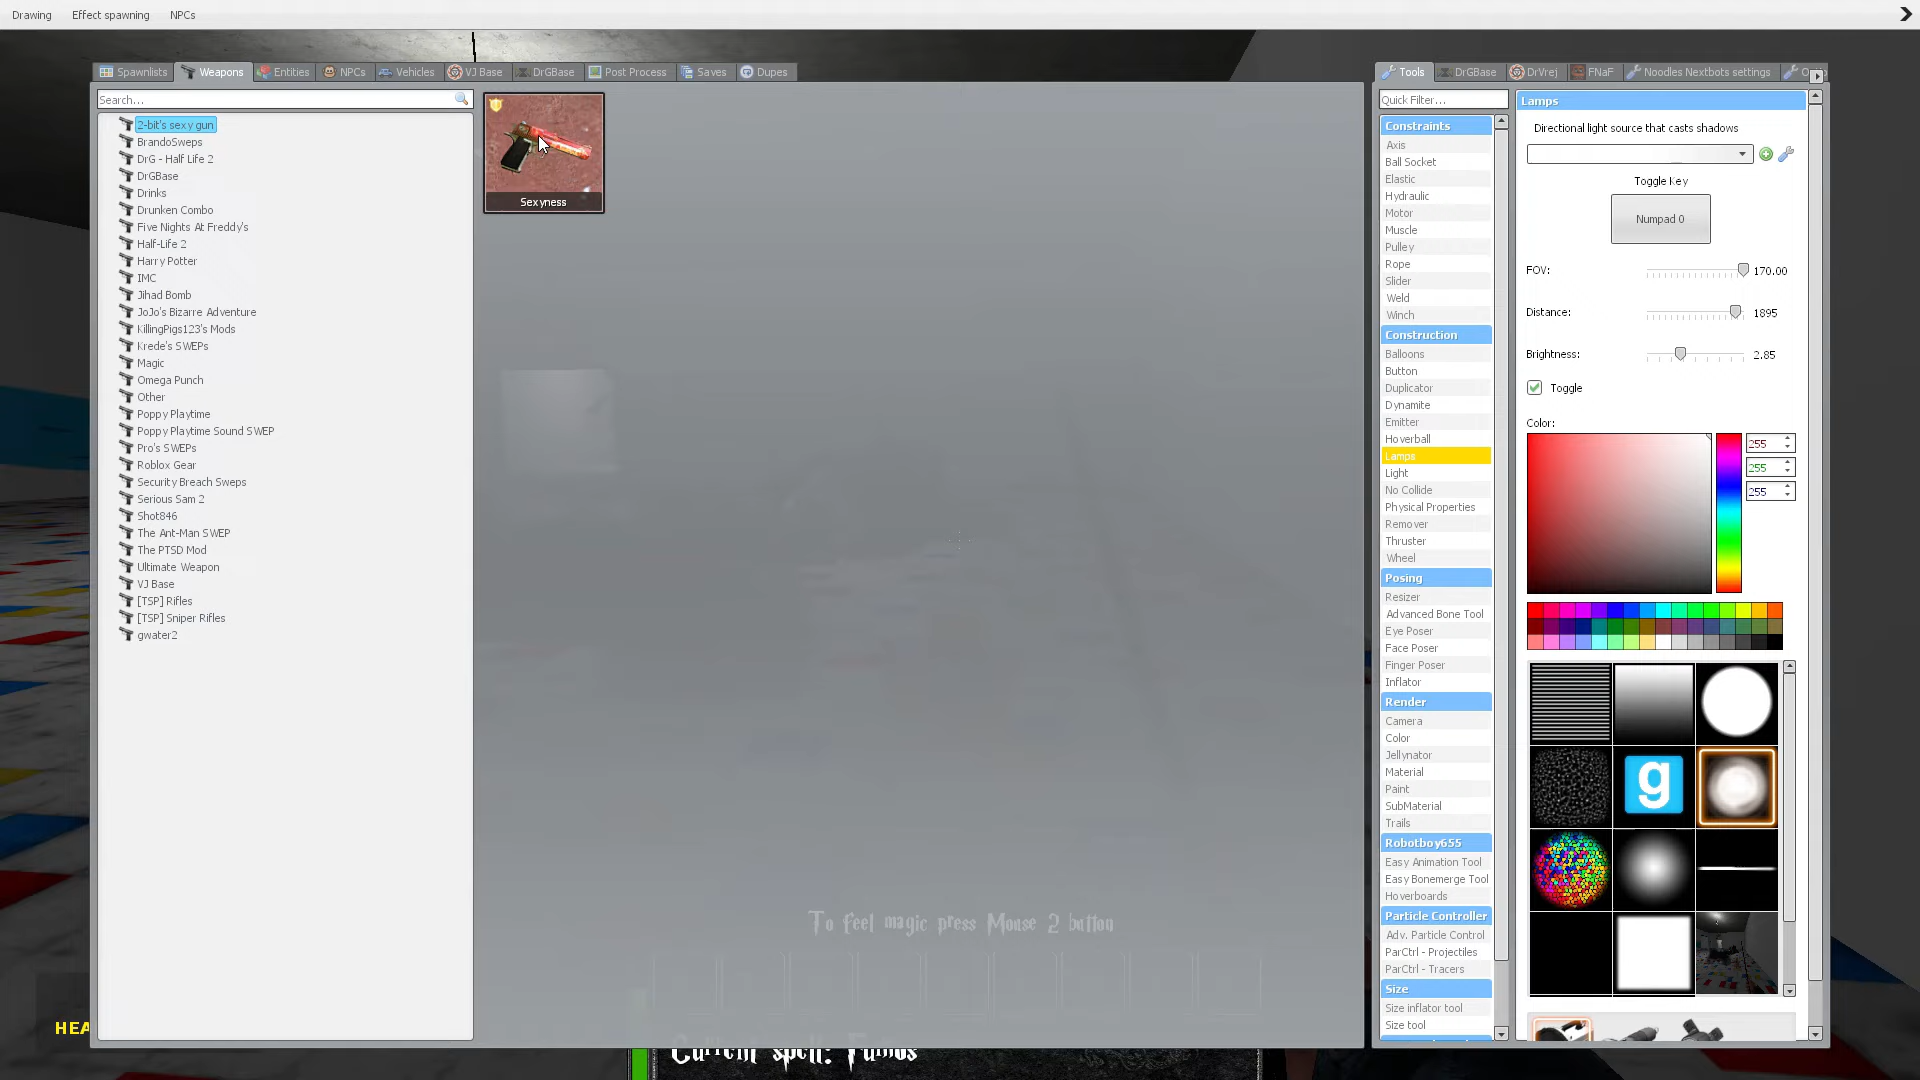 Drawing Effect spawning NPCs
Spawnlists Weapons Entities NPCs Vehicles VJ Base DrGBase Post Process Saves Dupes
Search...
2-bit's sexy gun
BrandoSweps
DrG - Half Life 2
DrGBase
Drinks
Drunken Combo
Five Nights At Freddy's
Half-Life 2
Harry Potter
IMC
Jihad Bomb
JoJo's Bizarre Adventure
KillingPigs123's Mods
Krede's SWEPs
Magic
Omega Punch
Other
Poppy Playtime
Poppy Playtime Sound SWEP
Pro's SWEPs
Roblox Gear
Security Breach Sweps
Serious Sam 2
Shot846
The Ant-Man SWEP
The PTSD Mod
Ultimate Weapon
VJ Base
[TSP] Rifles
[TSP] Sniper Rifles
gwater2
Sexyness
To feel magic press Mouse 2 button
HEA
Current spell: Fumos
Tools DrGBase DrVrej FNaF Noodles Nextbots settings
Quick Filter...
Constraints
Axis
Ball Socket
Elastic
Hydraulic
Motor
Muscle
Pulley
Rope
Slider
Weld
Winch
Construction
Balloons
Button
Duplicator
Dynamite
Emitter
Hoverball
Lamps
Light
No Collide
Physical Properties
Remover
Thruster
Wheel
Posing
Resizer
Advanced Bone Tool
Eye Poser
Face Poser
Finger Poser
Inflator
Render
Camera
Color
Jellynator
Material
Paint
SubMaterial
Trails
Robotboy655
Easy Animation Tool
Easy Bonemerge Tool
Hoverboards
Particle Controller
Adv. Particle Control
ParCtrl - Projectiles
ParCtrl - Tracers
Size
Size inflator tool
Size tool
Lamps
Directional light source that casts shadows
Toggle Key
Numpad 0
FOV: 170.00
Distance: 1895
Brightness: 2.85
Toggle
Color:
255
255
255
g